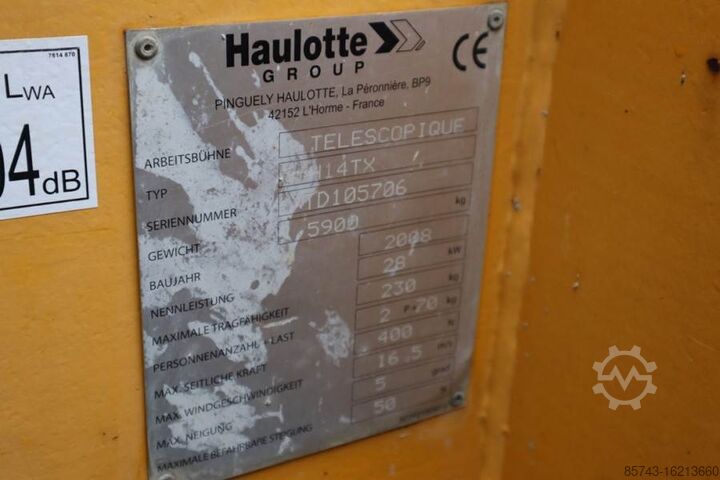 7814 870
LWA
04dB
Haulotte
GROUP
CE
PINGUELY HAULOTTE, La Péronnière, BP9
42152 L'Horme - France
ARBEITSBÜHNE TELESCOPIQUE
TYP H14TX
SERIENNUMMER TD105706
GEWICHT 5900 kg
BAUJAHR 2008
NENNLEISTUNG 28 kW
MAXIMALE TRAGFÄHIGKEIT 230 kg
PERSONENANZAHL + LAST 2 P+70 kg
MAX. SEITLICHE KRAFT 400 N
MAX. WINDGESCHWINDIGKEIT 16.5 m/s
MAX. NEIGUNG 5 grad
MAXIMALE BEFAHRBARE STEIGUNG 50 %
85743-16213660